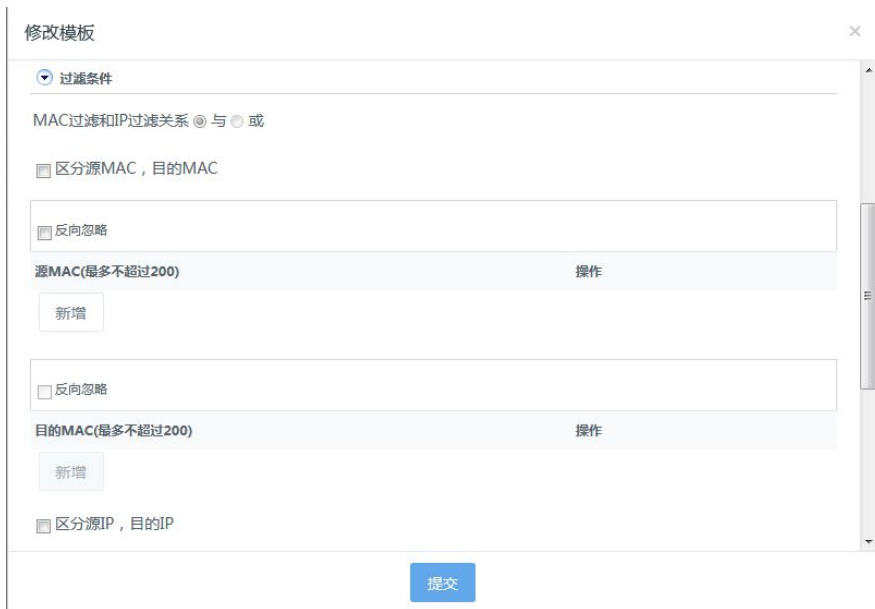 修改模板 ×
过滤条件
MAC过滤和IP过滤关系 与 或
区分源MAC，目的MAC
反向忽略
源MAC(最多不超过200) 操作
新增
反向忽略
目的MAC(最多不超过200) 操作
新增
区分源IP，目的IP
提交